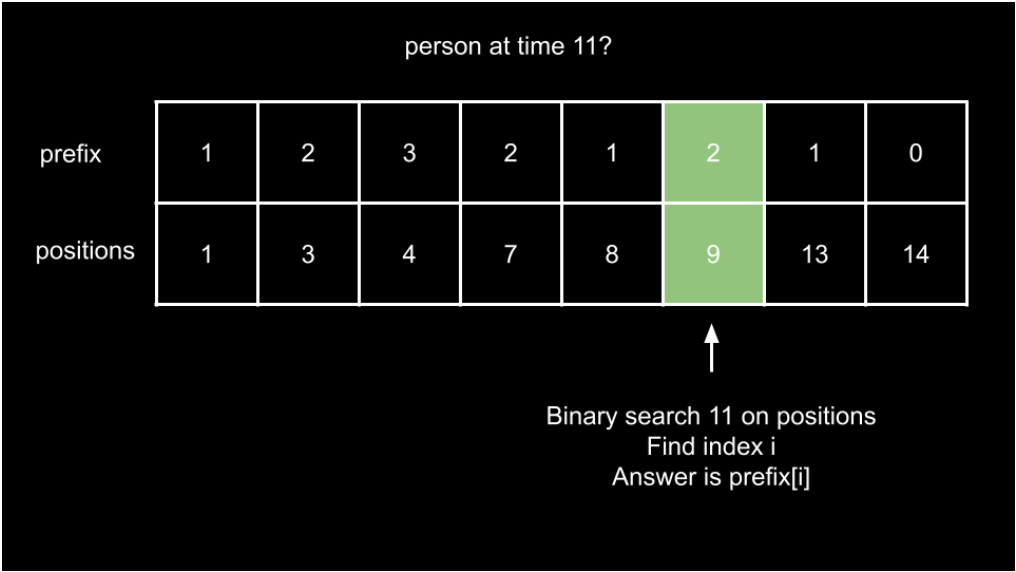 person at time 11?
prefix 1 2 3 2 1 2 1 0
positions 1 3 4 7 8 9 13 14
Binary search 11 on positions
Find index i
Answer is prefix[i]